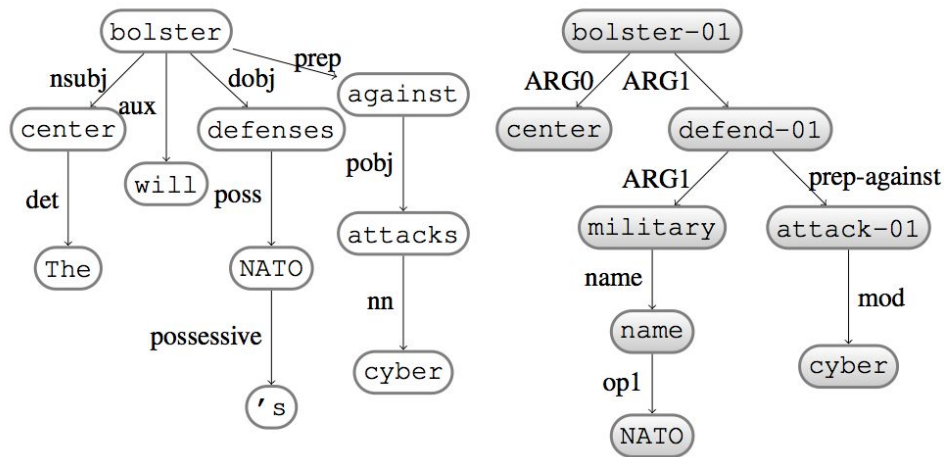 bolster
nsubj
aux
dobj
prep
center
will
defenses
against
det
poss
pobj
The
NATO
attacks
possessive
nn
's
cyber
bolster-01
ARG0
ARG1
center
defend-01
ARG1
prep-against
military
attack-01
name
mod
name
cyber
op1
NATO